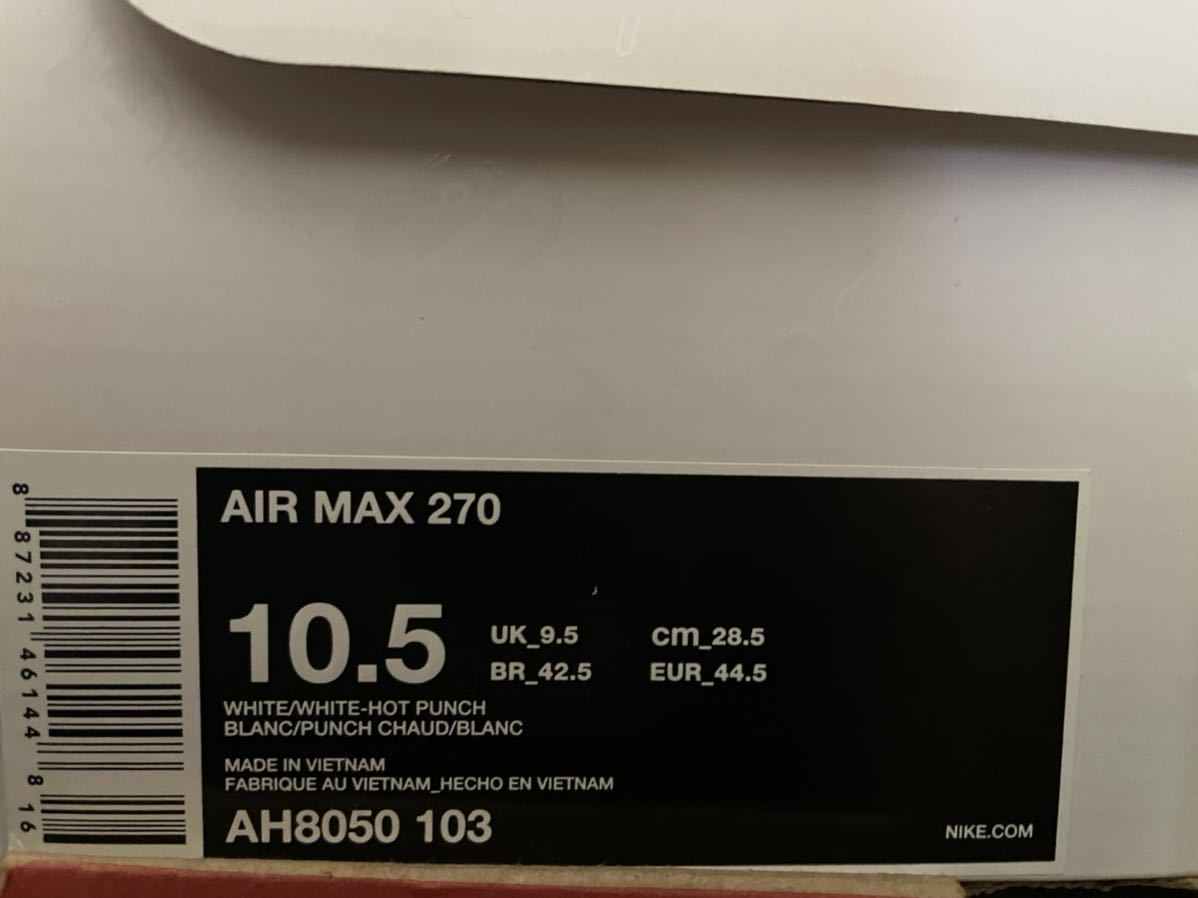 AIR MAX 270
10.5
UK_9.5 cm_28.5
BR_42.5 EUR_44.5
WHITE/WHITE-HOT PUNCH
BLANC/PUNCH CHAUD/BLANC
MADE IN VIETNAM
FABRIQUE AU VIETNAM_HECHO EN VIETNAM
AH8050 103
NIKE.COM
8 87231 46144 8 16